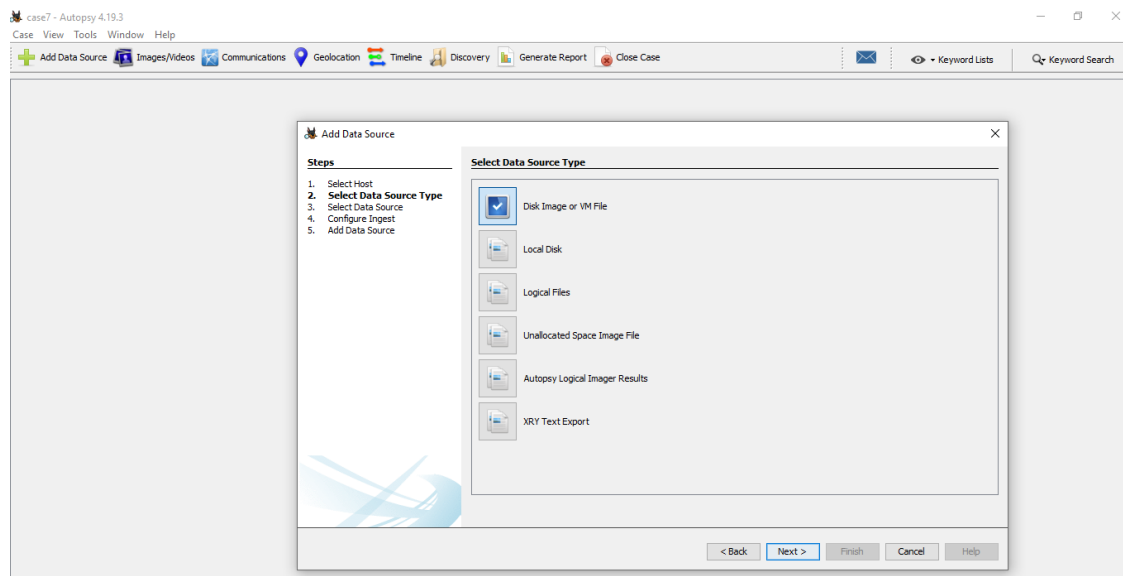 case7 - Autopsy 4.19.3
Case View Tools Window Help
Add Data Source Images/Videos Communications Geolocation Timeline Discovery Generate Report Close Case Keyword Lists Keyword Search
Add Data Source
Steps
1. Select Host
2. Select Data Source Type
3. Select Data Source
4. Configure Ingest
5. Add Data Source
Select Data Source Type
Disk Image or VM File
Local Disk
Logical Files
Unallocated Space Image File
Autopsy Logical Imager Results
XRY Text Export
< Back Next > Finish Cancel Help